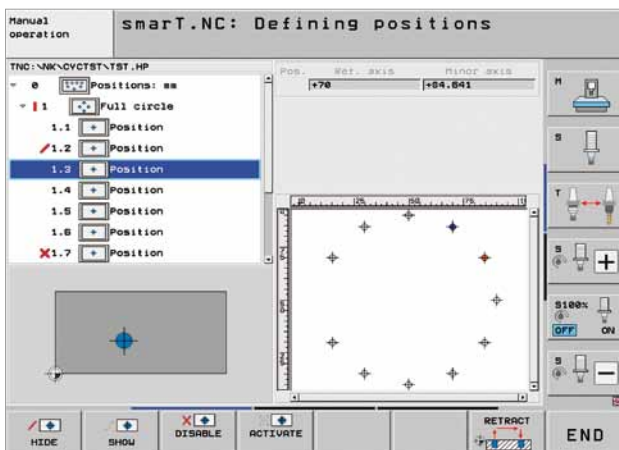 Manual
operation
smarT.NC: Defining positions
TNC:\NK\CYCTST\TST.HP
0 Positions: mm
1 Full circle
1.1 Position
1.2 Position
1.3 Position
1.4 Position
1.5 Position
1.6 Position
1.7 Position
Pos. Ref. axis Minor axis
+70 +84.641
M
S
T
S
S100%
OFF ON
S
HIDE
SHOW
DISABLE
ACTIVATE
RETRACT
END